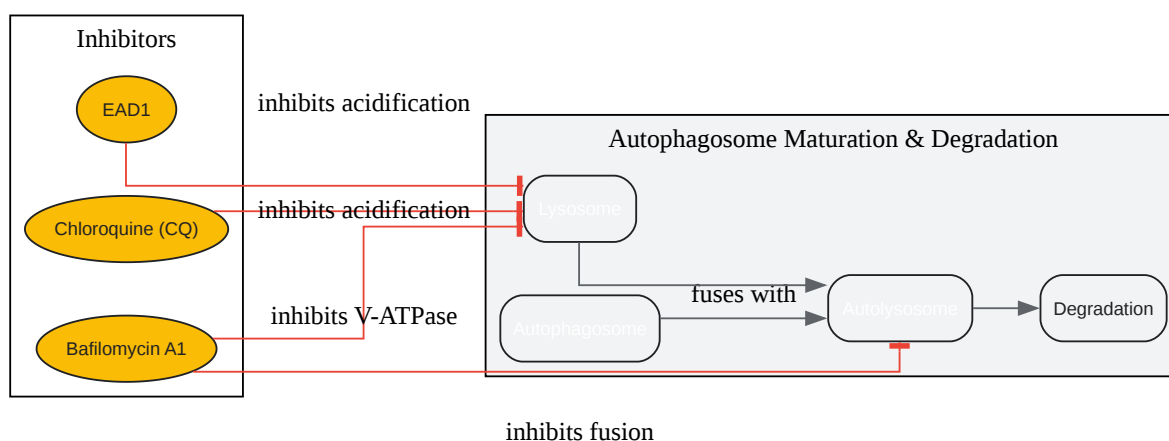 Inhibitors
EAD1
inhibits acidification
Autophagosome Maturation & Degradation
Lysosome
Chloroquine (CQ)
inhibits acidification
fuses with
Autolysosome
Degradation
Autophagosome
inhibits V-ATPase
Bafilomycin A1
inhibits fusion